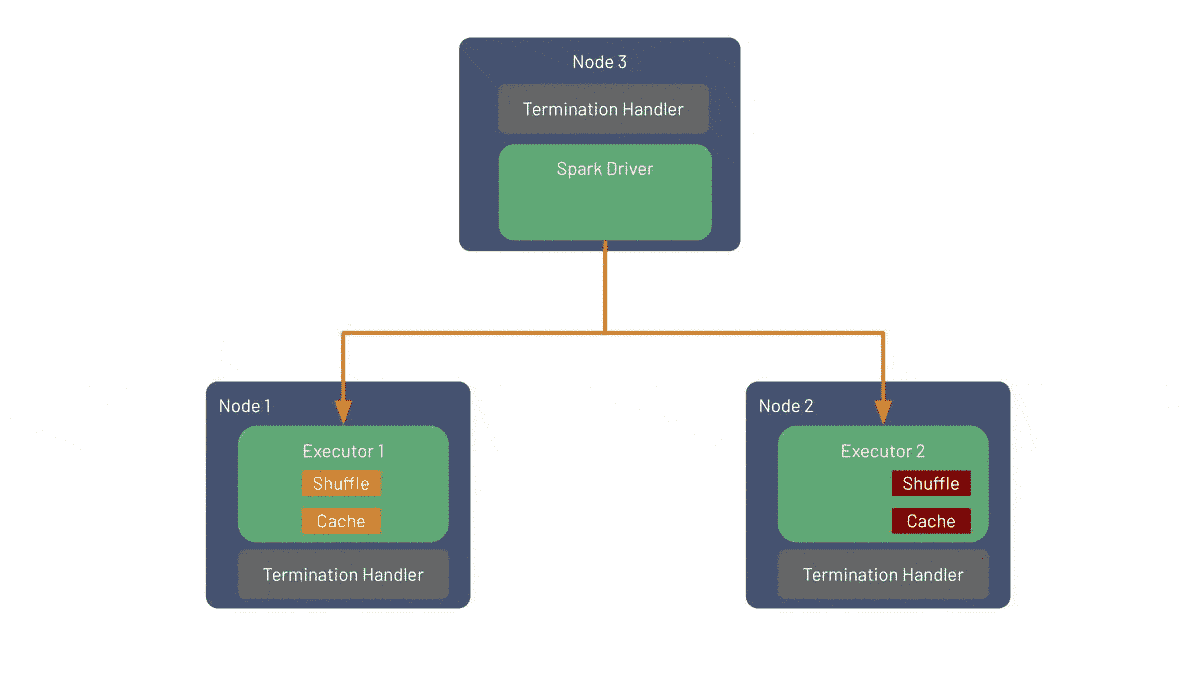 Node 3
Termination Handler
Spark Driver
Node 1
Executor 1
Shuffle
Cache
Termination Handler
Node 2
Executor 2
Shuffle
Cache
Termination Handler